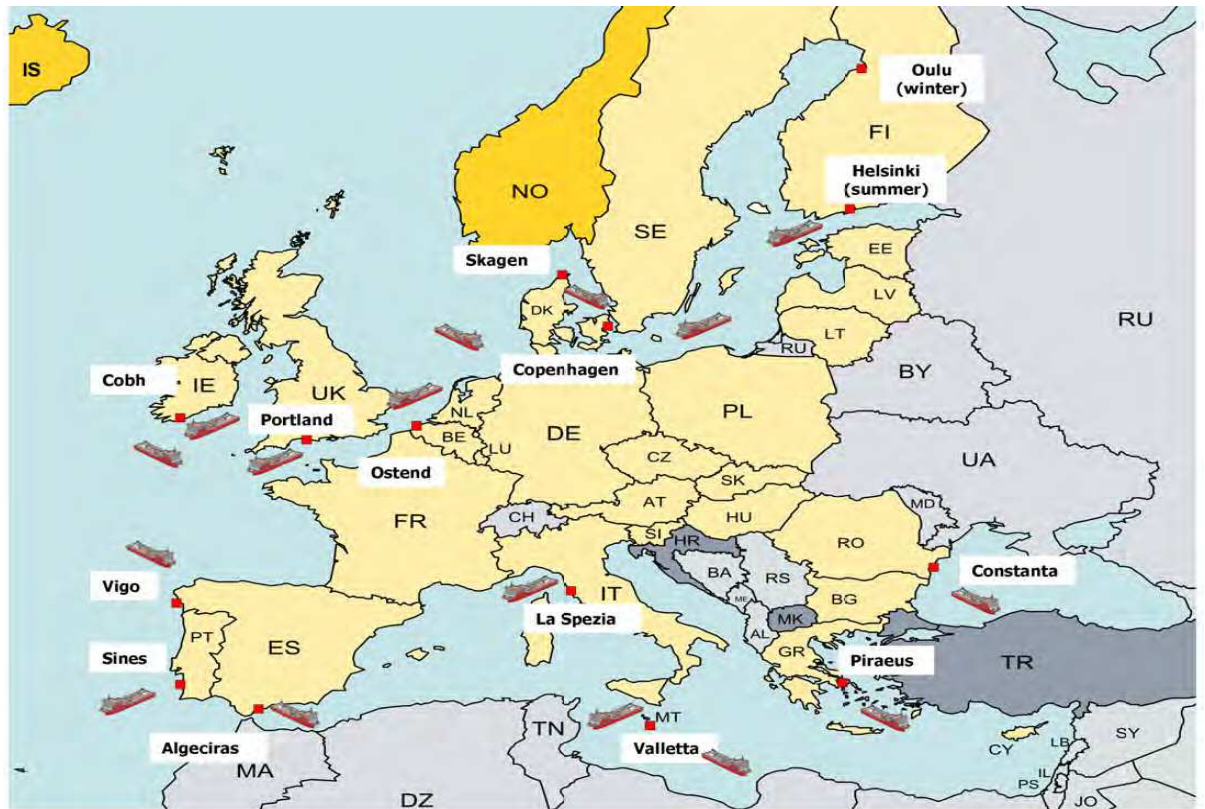 IS
Oulu
(winter)
FI
NO
Helsinki
(summer)
SE
EE
Skagen
LV
DK
RU
LT
RU
BY
Copenhagen
Cobh
IE
UK
Portland
NL
PL
DE
BE
LU
Ostend
CZ
UA
SK
FR
AT
MD
CH
HU
SI
RO
HR
Vigo
BA
RS
Constanta
IT
ME
BG
La Spezia
MK
PT
AL
ES
GR
Sines
Piraeus
TR
MT
TN
Algeciras
Valletta
CY
LB
SY
MA
IL
PS
DZ
JO